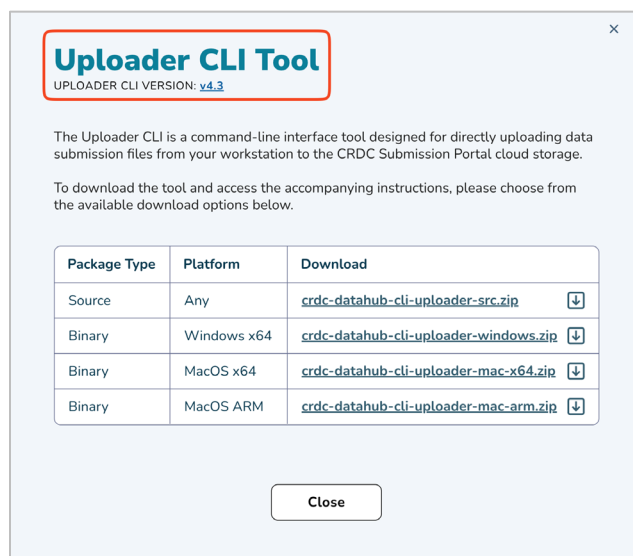 Uploader CLI Tool
UPLOADER CLI VERSION: v4.3
The Uploader CLI is a command-line interface tool designed for directly uploading data
submission files from your workstation to the CRDC Submission Portal cloud storage.
To download the tool and access the accompanying instructions, please choose from
the available download options below.
Package Type Platform Download
Source Any crdc-datahub-cli-uploader-src.zip
Binary Windows x64 crdc-datahub-cli-uploader-windows.zip
Binary MacOS x64 crdc-datahub-cli-uploader-mac-x64.zip
Binary MacOS ARM crdc-datahub-cli-uploader-mac-arm.zip
Close